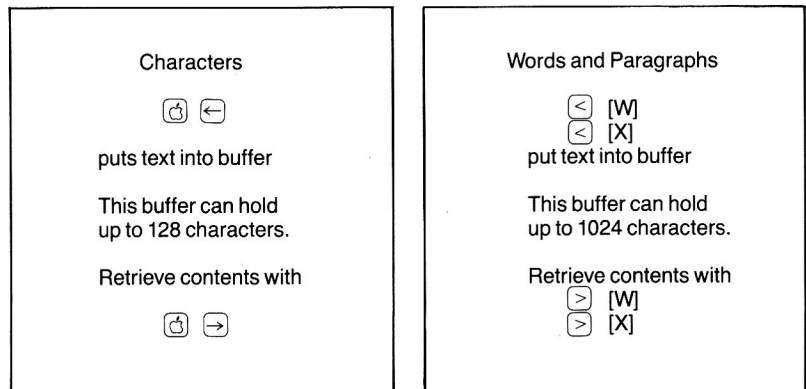 Characters
←
puts text into buffer
This buffer can hold
up to 128 characters.
Retrieve contents with
→
Words and Paragraphs
< [W]
< [X]
put text into buffer
This buffer can hold
up to 1024 characters.
Retrieve contents with
> [W]
> [X]